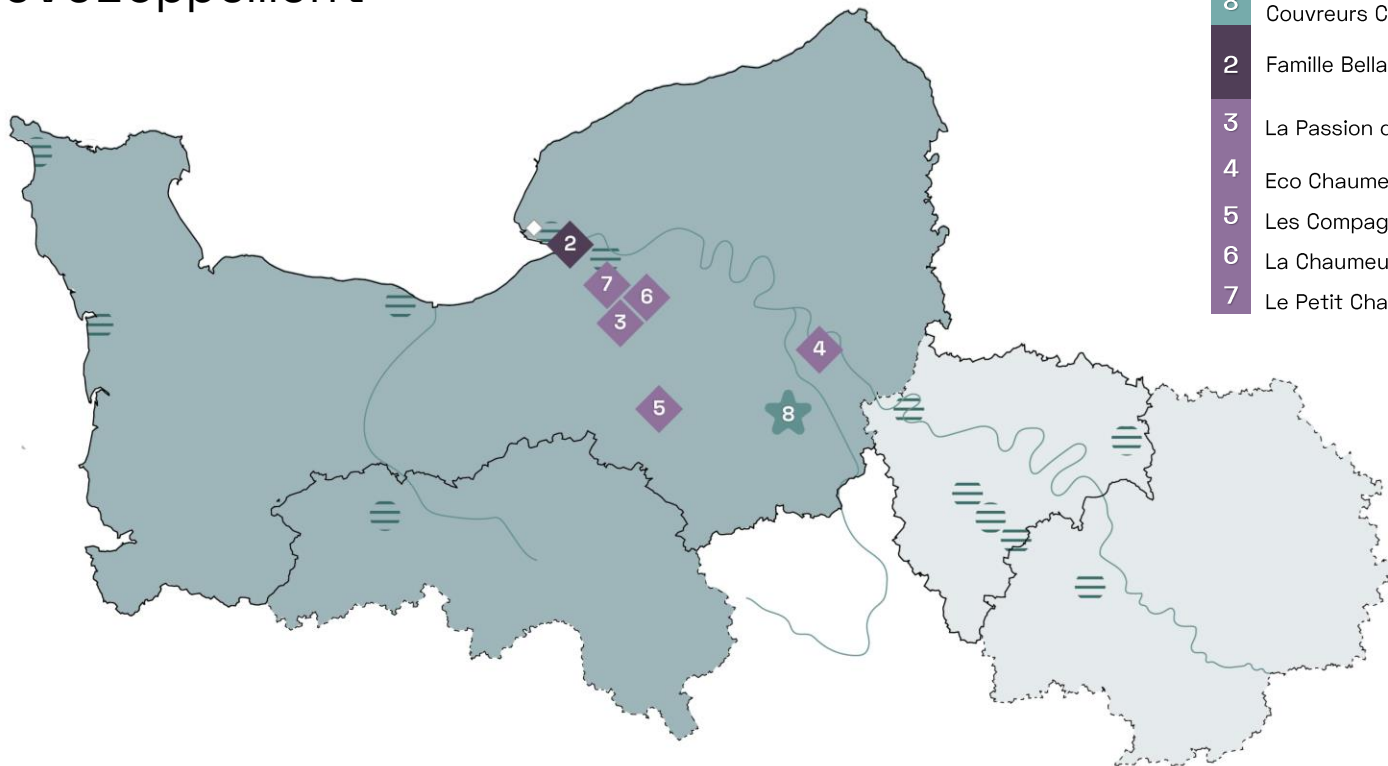 8 Couvreurs C
2 Famille Bella
3 La Passion
4 Eco Chaume
5 Les Compag
6 La Chaumeu
7 Le Petit Cha
2
7
6
3
4
5
8